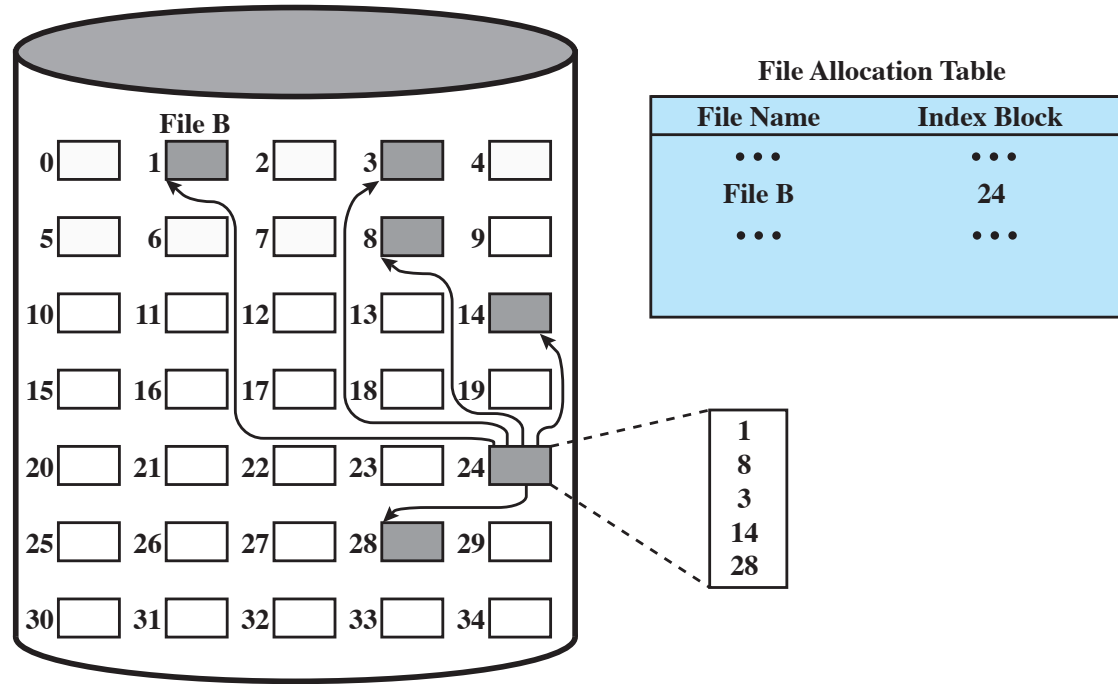 File B
0 1 2 3 4
5 6 7 8 9
10 11 12 13 14
15 16 17 18 19
20 21 22 23 24
25 26 27 28 29
30 31 32 33 34
File Allocation Table
File Name Index Block
••• •••
File B 24
••• •••
1
8
3
14
28